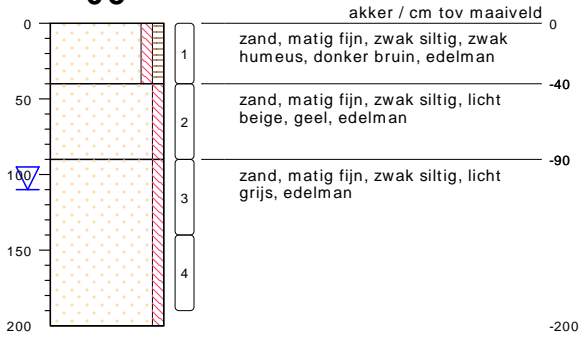 akker / cm tov maaiveld
0
0
1
zand, matig fijn, zwak siltig, zwak
humeus, donker bruin, edelman
-40
50
2
zand, matig fijn, zwak siltig, licht
beige, geel, edelman
-90
100
3
zand, matig fijn, zwak siltig, licht
grijs, edelman
150
4
200
-200